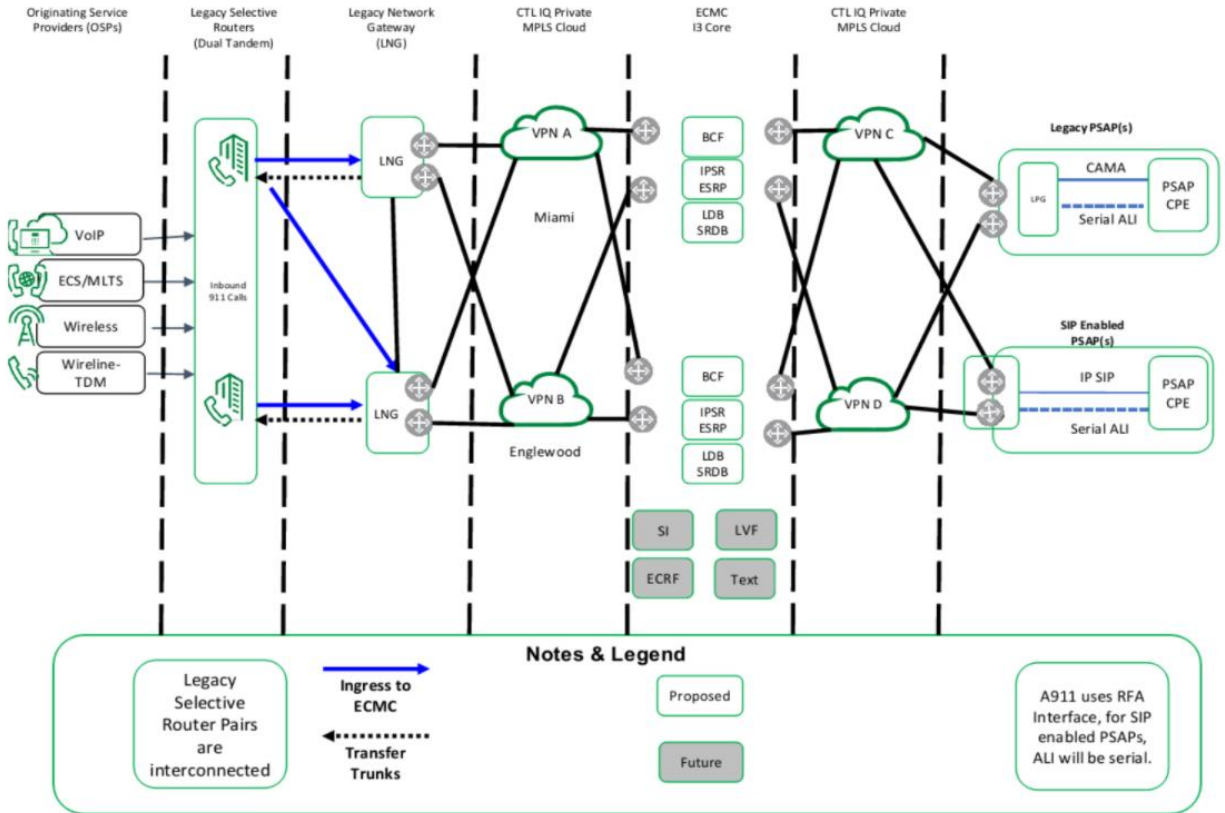 Originating Service
Providers (OSPs)
Legacy Selective
Routers
(Dual Tandem)
Legacy Network
Gateway
(LNG)
CTL IQ Private
MPLS Cloud
ECMC
I3 Core
CTL IQ Private
MPLS Cloud
VoIP
ECS/MLTS
Wireless
Wireline-
TDM
Inbound
911 Calls
LNG
LNG
VPN A
Miami
VPN B
Englewood
BCF
IPSR
ESRP
LDB
SRDB
BCF
IPSR
ESRP
LDB
SRDB
SI
LVF
ECRF
Text
VPN C
VPN D
Legacy PSAP(s)
LPG
CAMA
Serial ALI
PSAP
CPE
SIP Enabled
PSAP(s)
IP SIP
Serial ALI
PSAP
CPE
Notes & Legend
Legacy
Selective
Router Pairs
are
interconnected
Ingress to
ECMC
Transfer
Trunks
Proposed
Future
A911 uses RFA
Interface, for SIP
enabled PSAPs,
ALI will be serial.